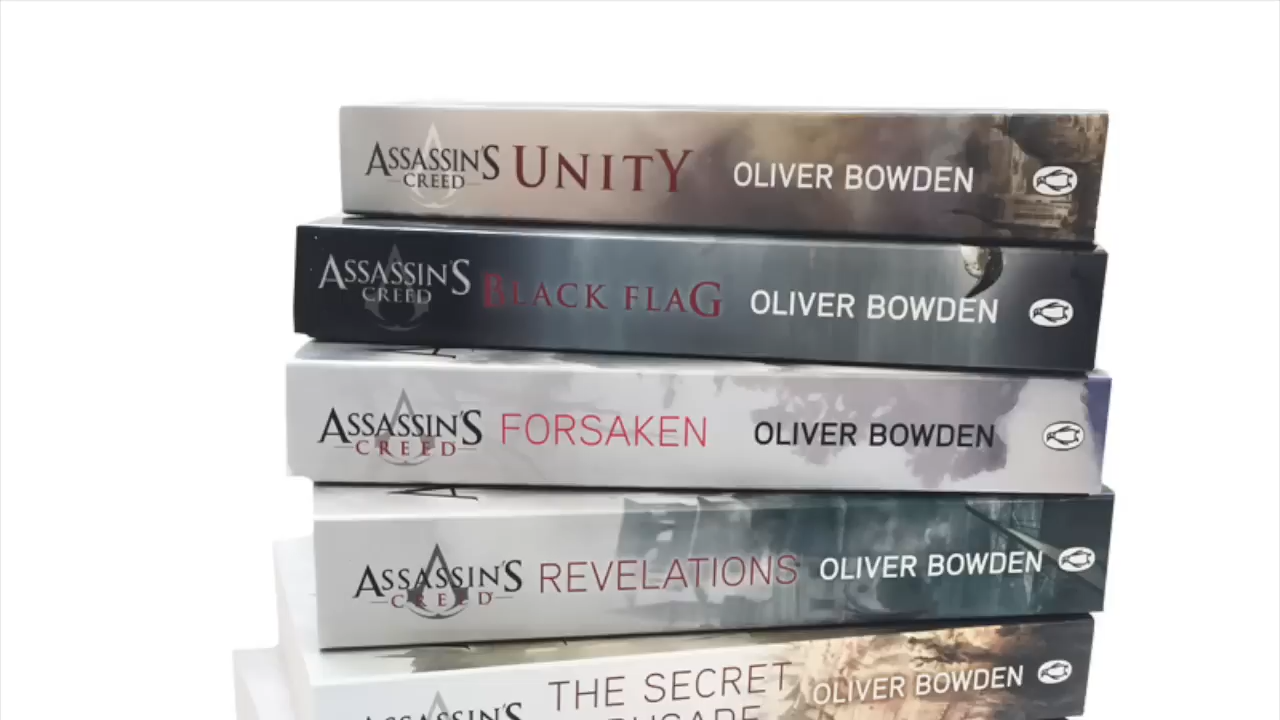 ASSASSIN'S CREED UNITY OLIVER BOWDEN
ASSASSIN'S CREED BLACK FLAG OLIVER BOWDEN
ASSASSIN'S CREED FORSAKEN OLIVER BOWDEN
ASSASSIN'S CREED REVELATIONS OLIVER BOWDEN
ASSASSIN'S THE SECRET OLIVER BOWDEN